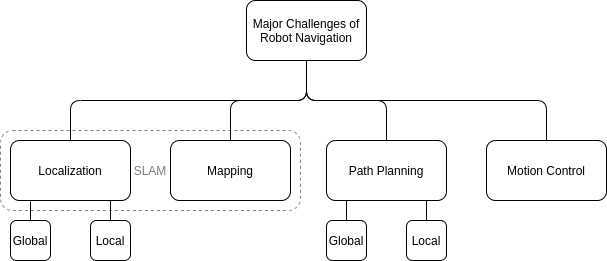 Major Challenges of
Robot Navigation
Localization
SLAM
Mapping
Path Planning
Motion Control
Global
Local
Global
Local